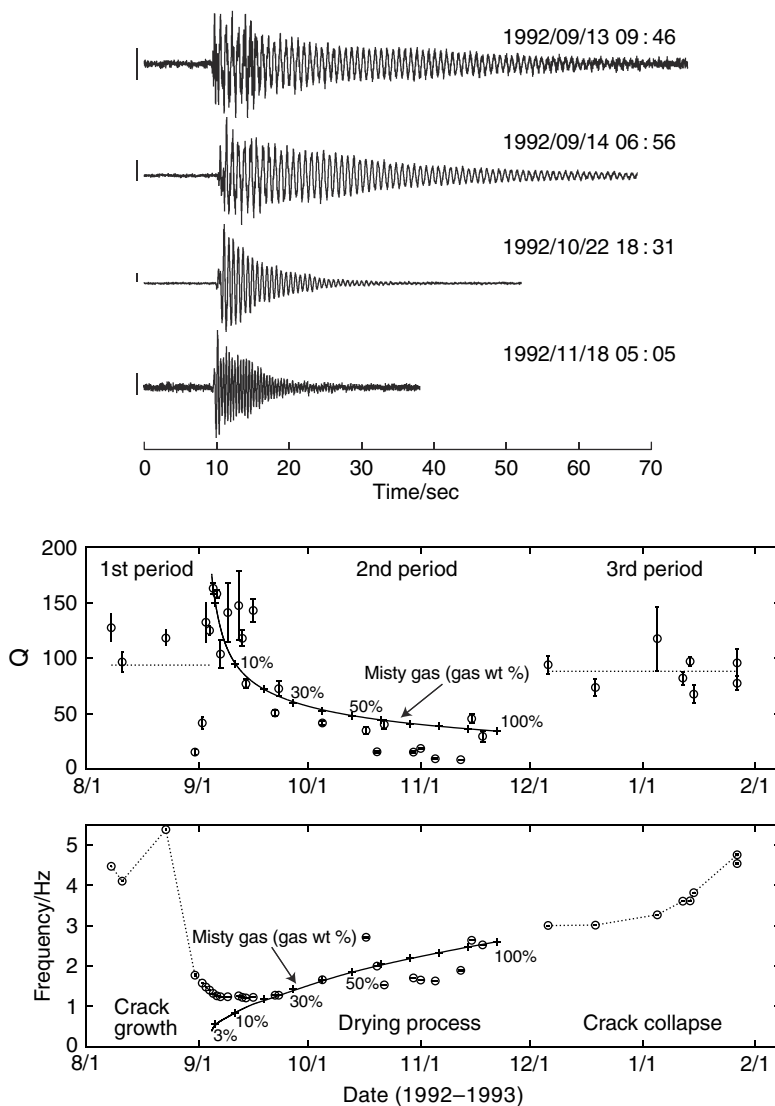 1992/09/13 09 : 46
1992/09/14 06 : 56
1992/10/22 18 : 31
1992/11/18 05 : 05
0 10 20 30 40 50 60 70
Time/sec
200
150
100
50
0
Q
1st period
2nd period
3rd period
Misty gas (gas wt %)
10%
30%
50%
100%
8/1 9/1 10/1 11/1 12/1 1/1 2/1
5
4
3
2
1
0
Frequency/Hz
Misty gas (gas wt %)
3%
10%
30%
50%
100%
Crack
growth
Drying process
Crack collapse
8/1 9/1 10/1 11/1 12/1 1/1 2/1
Date (1992–1993)